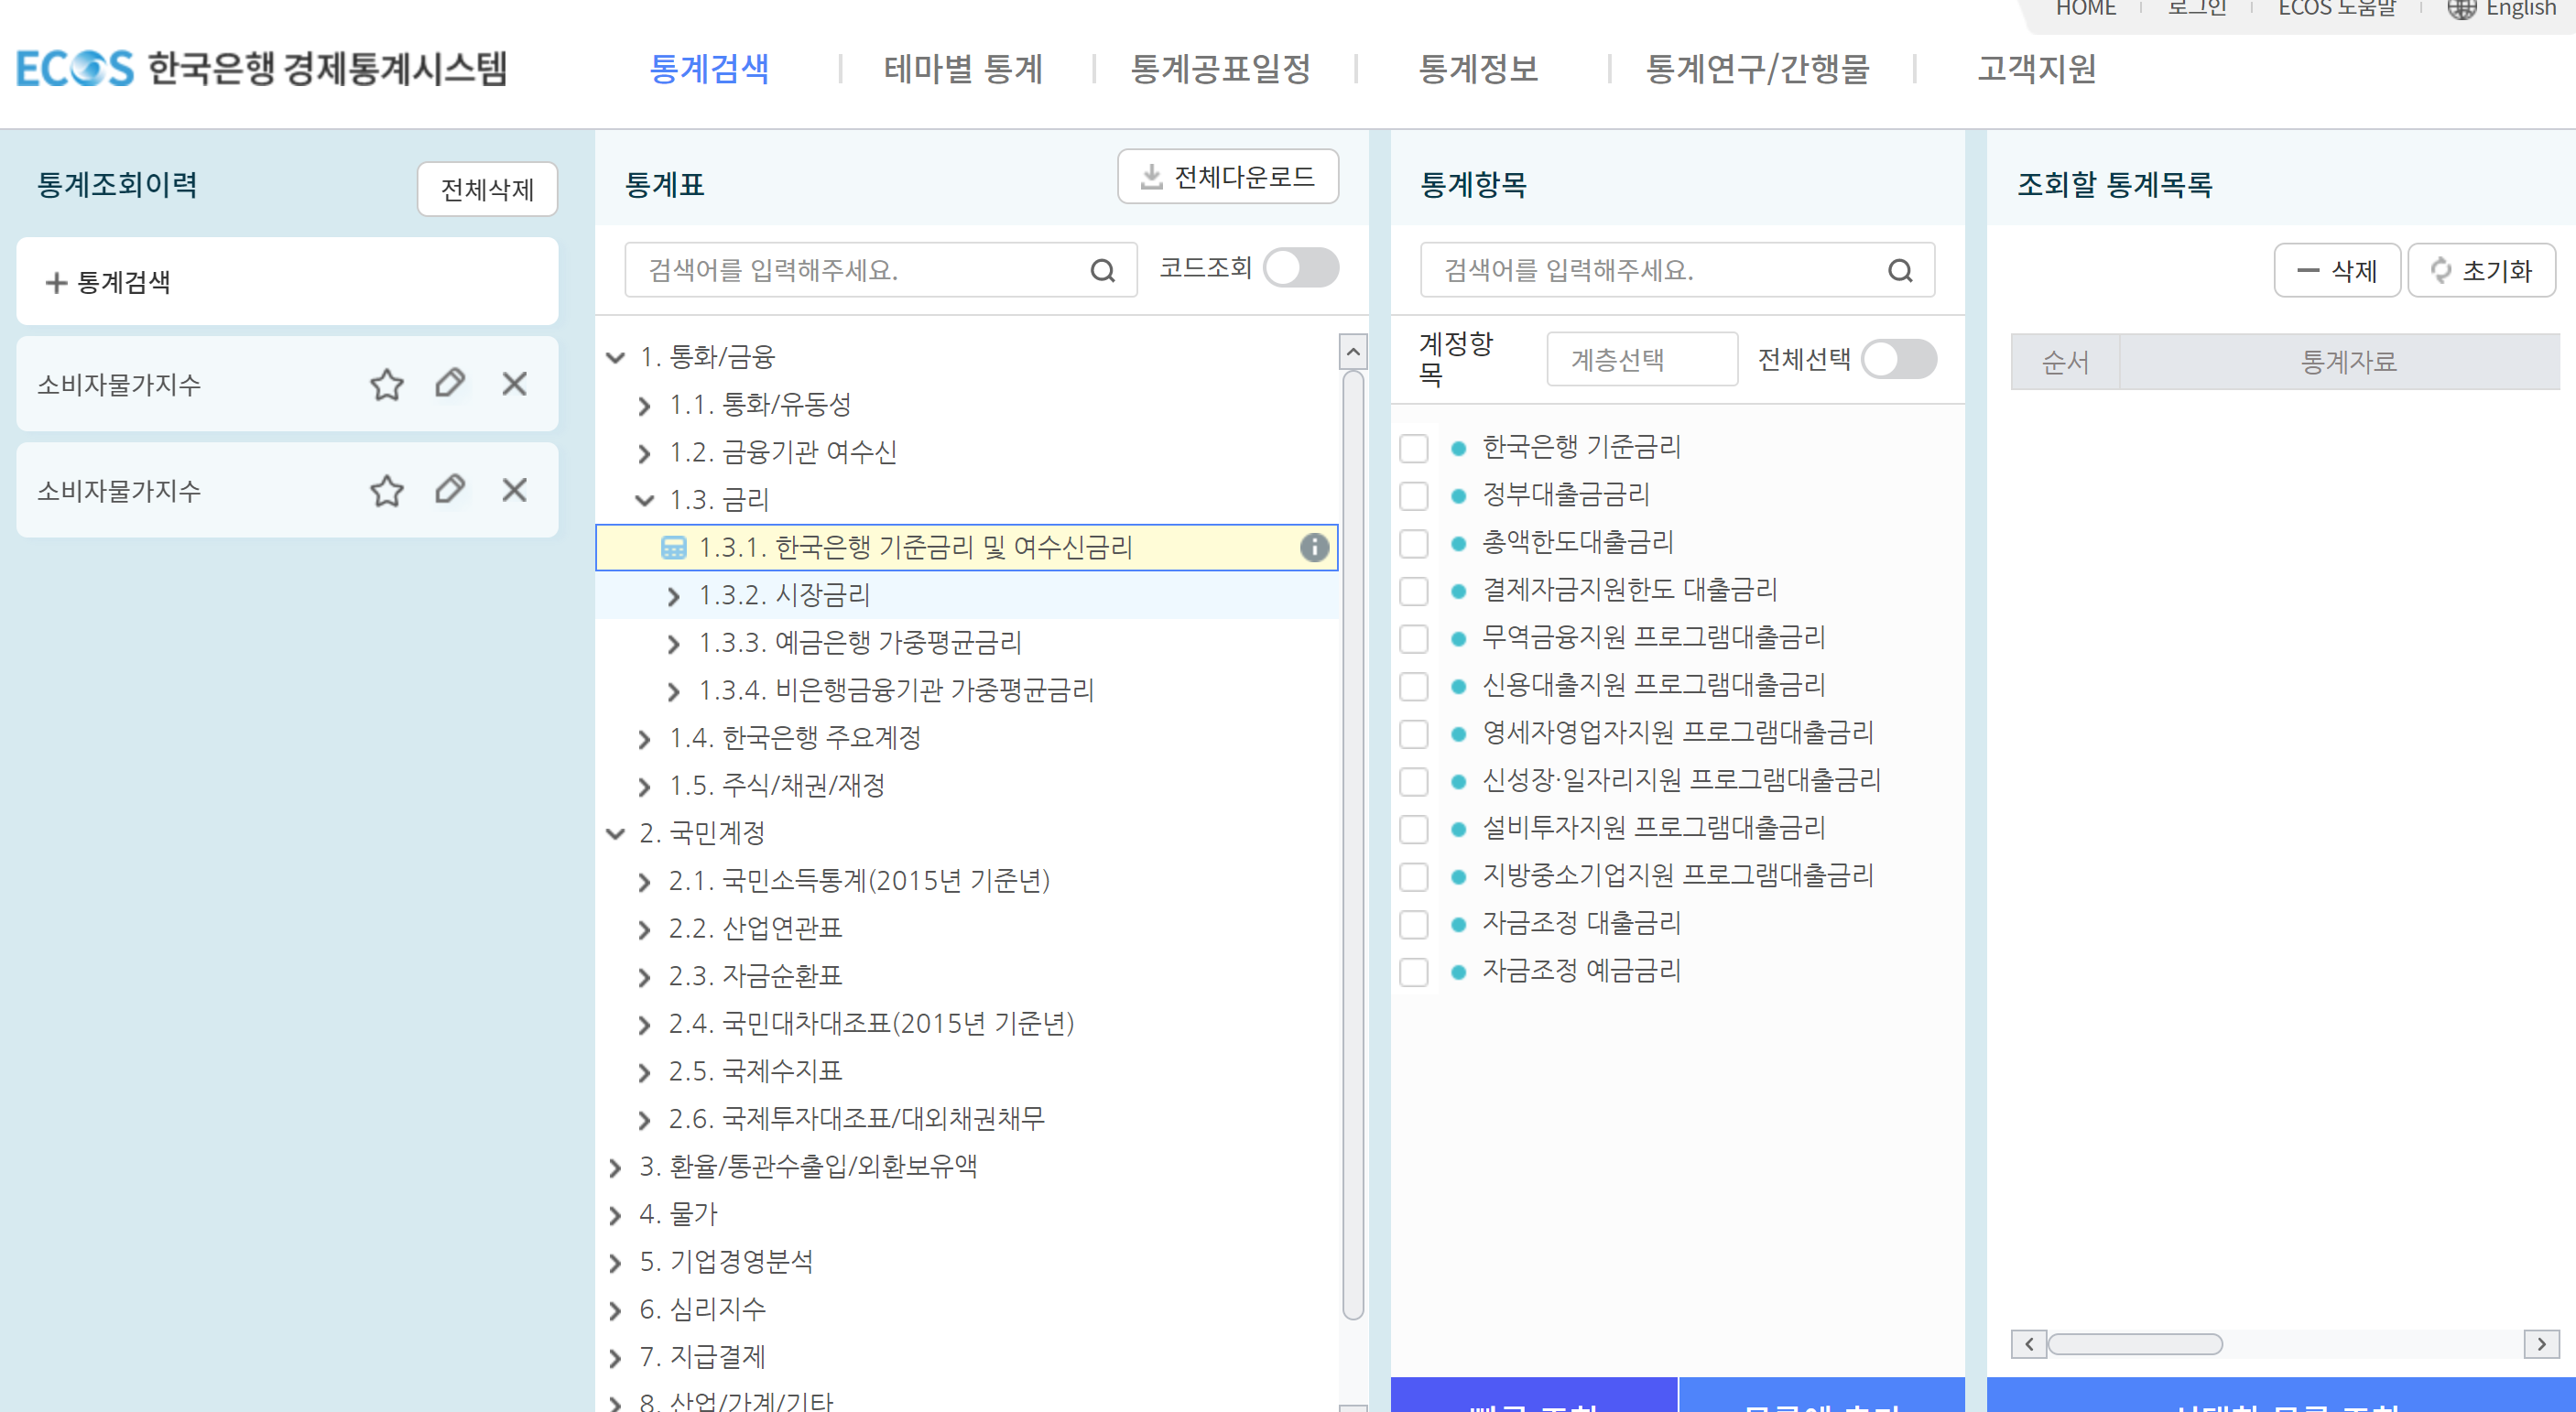 HOME 로그인 ECOS 도움말 English
ECOS 한국은행 경제통계시스템
통계검색 테마별 통계 통계공표일정 통계정보 통계연구/간행물 고객지원
통계조회이력 전체삭제
통계검색
소비자물가지수
소비자물가지수
통계표 전체다운로드
검색어를 입력해주세요. 코드조회
1. 통화/금융
1.1. 통화/유동성
1.2. 금융기관 여수신
1.3. 금리
1.3.1. 한국은행 기준금리 및 여수신금리
1.3.2. 시장금리
1.3.3. 예금은행 가중평균금리
1.3.4. 비은행금융기관 가중평균금리
1.4. 한국은행 주요계정
1.5. 주식/채권/재정
2. 국민계정
2.1. 국민소득통계(2015년 기준년)
2.2. 산업연관표
2.3. 자금순환표
2.4. 국민대차대조표(2015년 기준년)
2.5. 국제수지표
2.6. 국제투자대조표/대외채권채무
3. 환율/통관수출입/외환보유액
4. 물가
5. 기업경영분석
6. 심리지수
7. 지급결제
8. 산업/가계/기타
통계항목
검색어를 입력해주세요.
계정항
목
계층선택 전체선택
한국은행 기준금리
정부대출금금리
총액한도대출금리
결제자금지원한도 대출금리
무역금융지원 프로그램대출금리
신용대출지원 프로그램대출금리
영세자영업자지원 프로그램대출금리
신성장·일자리지원 프로그램대출금리
설비투자지원 프로그램대출금리
지방중소기업지원 프로그램대출금리
자금조정 대출금리
자금조정 예금금리
조회할 통계목록
삭제 초기화
순서 통계자료